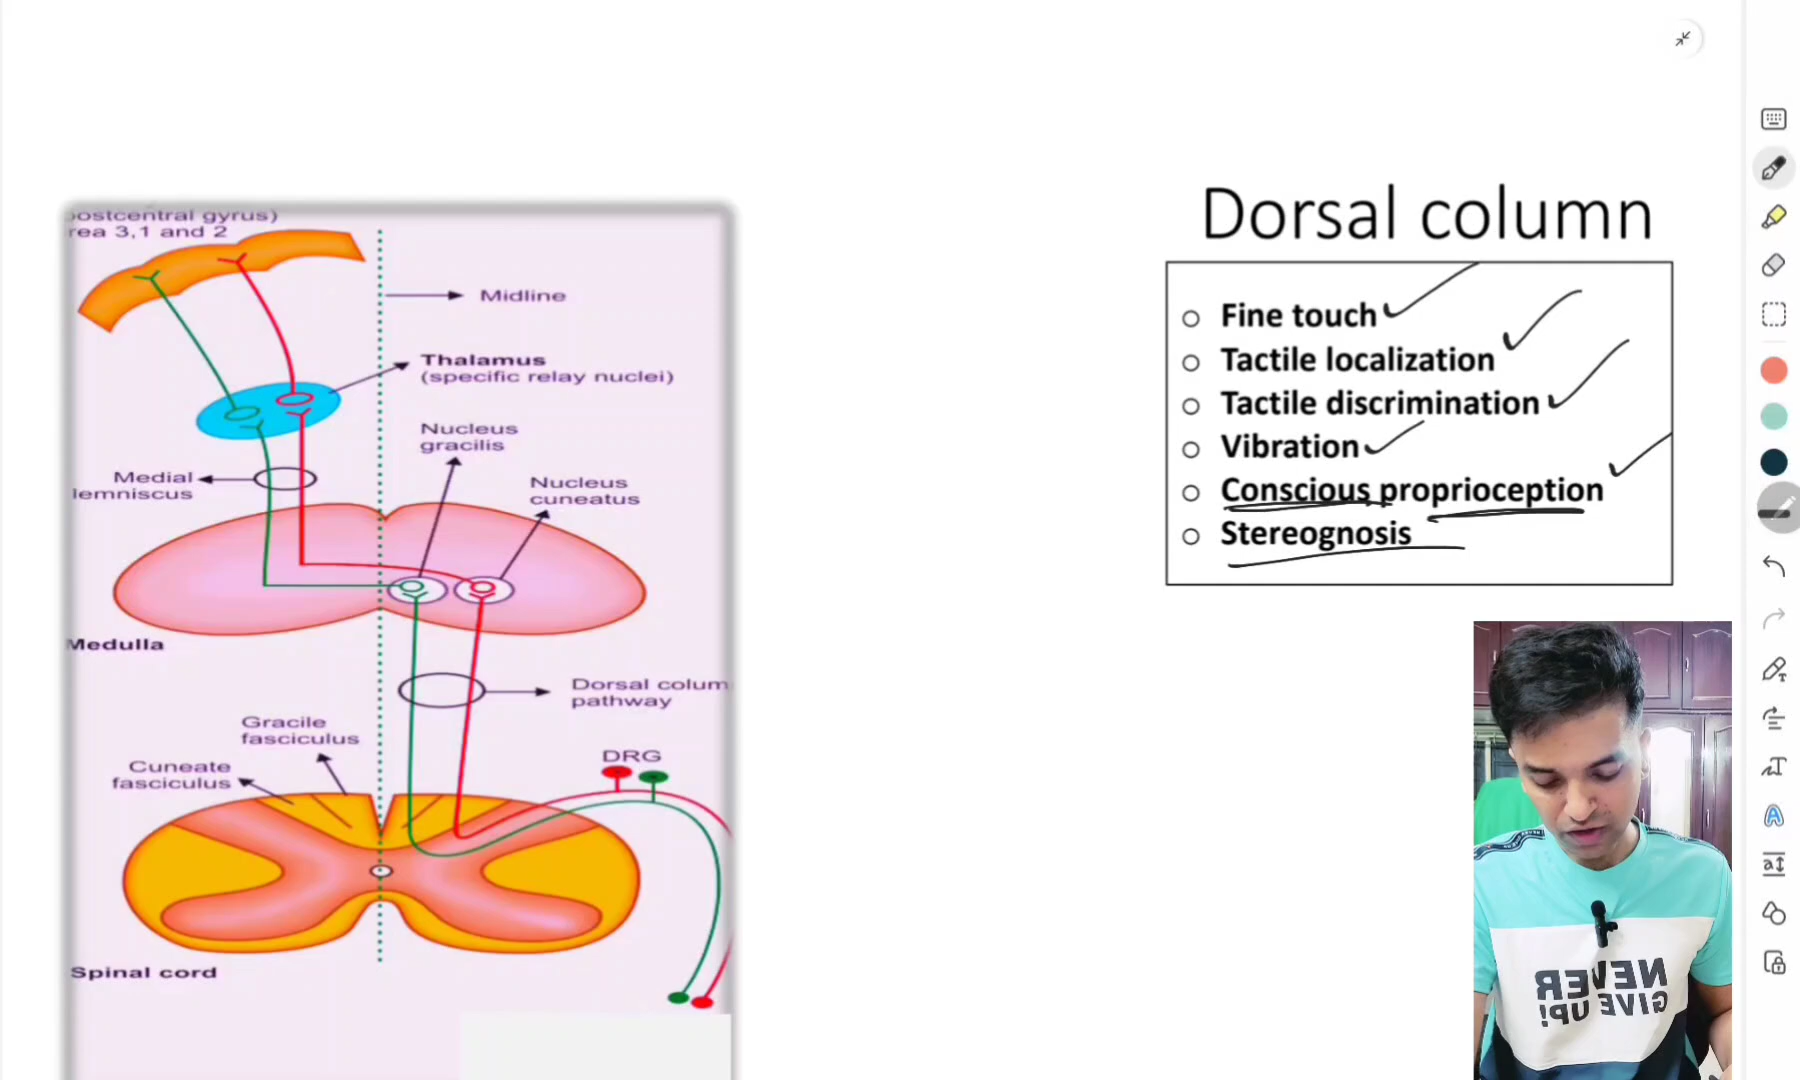 postcentral gyrus)
rea 3,1 and 2
Midline
Thalamus
(specific relay nuclei)
Nucleus
gracilis
Nucleus
cuneatus
Medial
lemniscus
Medulla
Dorsal colum
pathway
Gracile
fasciculus
Cuneate
fasciculus
DRG
Spinal cord
Dorsal column
Fine touch
Tactile localization
Tactile discrimination
Vibration
Conscious proprioception
Stereognosis
NEVER
GIVE UP!